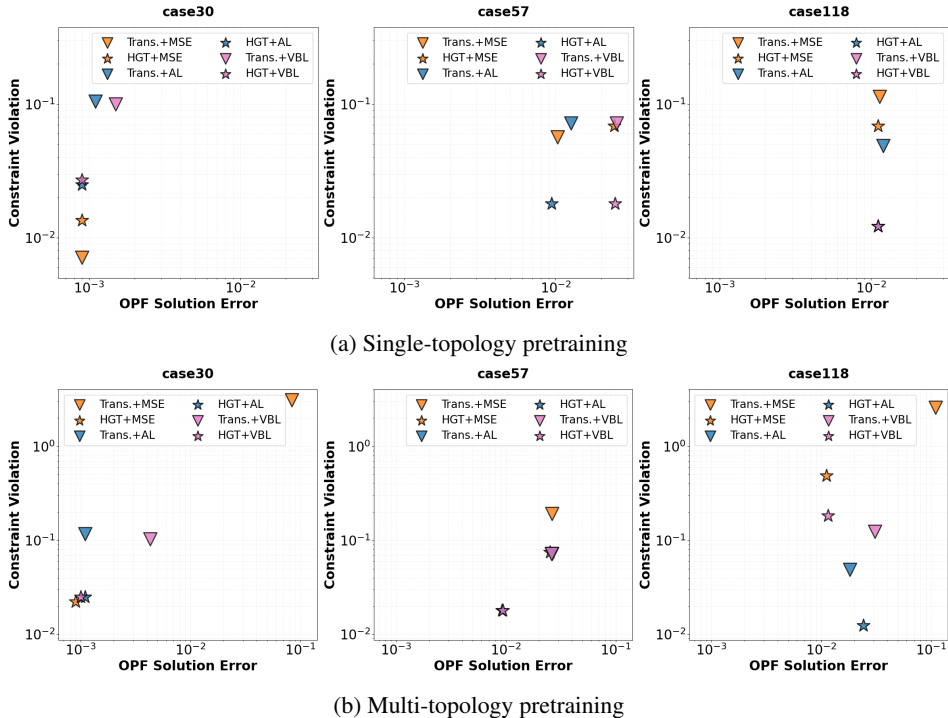 case30
case57
case118
Trans.+MSE
HGT+MSE
Trans.+AL
HGT+AL
Trans.+VBL
HGT+VBL
Trans.+MSE
HGT+MSE
Trans.+AL
HGT+AL
Trans.+VBL
HGT+VBL
Trans.+MSE
HGT+MSE
Trans.+AL
HGT+AL
Trans.+VBL
HGT+VBL
Constraint Violation
10⁻¹
10⁻²
10⁻³
10⁻²
OPF Solution Error
Constraint Violation
10⁻¹
10⁻²
10⁻³
10⁻²
OPF Solution Error
Constraint Violation
10⁻¹
10⁻²
10⁻³
10⁻²
OPF Solution Error
(a) Single-topology pretraining
case30
case57
case118
Trans.+MSE
HGT+MSE
Trans.+AL
HGT+AL
Trans.+VBL
HGT+VBL
Trans.+MSE
HGT+MSE
Trans.+AL
HGT+AL
Trans.+VBL
HGT+VBL
Trans.+MSE
HGT+MSE
Trans.+AL
HGT+AL
Trans.+VBL
HGT+VBL
Constraint Violation
10⁰
10⁻¹
10⁻²
10⁻³
10⁻²
10⁻¹
OPF Solution Error
Constraint Violation
10⁰
10⁻¹
10⁻²
10⁻³
10⁻²
10⁻¹
OPF Solution Error
Constraint Violation
10⁰
10⁻¹
10⁻²
10⁻³
10⁻²
10⁻¹
OPF Solution Error
(b) Multi-topology pretraining